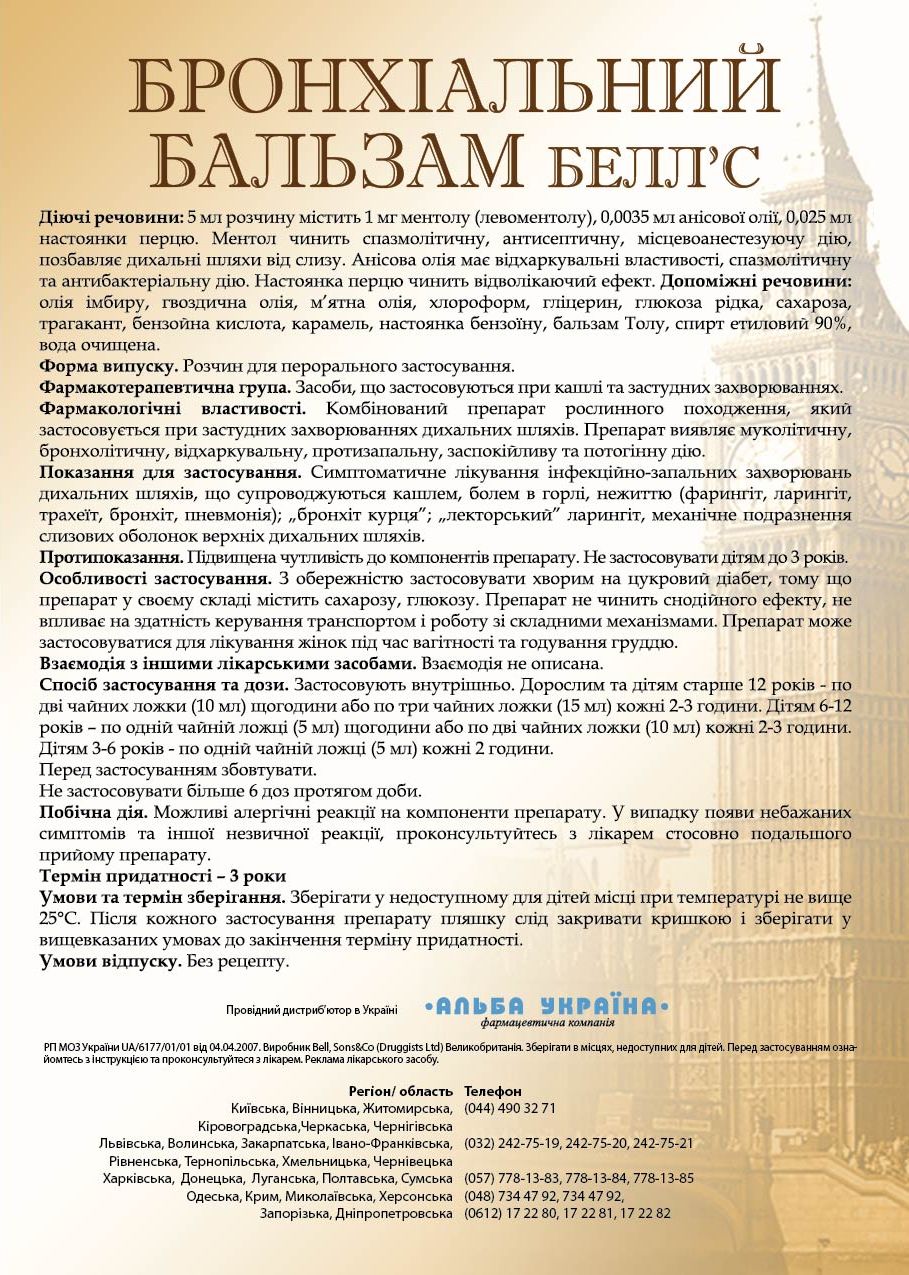 БРОНХІАЛЬНИЙ
БАЛЬЗАМ БЕЛЛ’С
Діючі речовини: 5 мл розчину містить 1 мг ментолу (левоментолу), 0,0035 мл анісової олії, 0,025 мл
настоянки перцю. Ментол чинить спазмолітичну, антисептичну, місцевоанестезуючу дію,
позбавляє дихальні шляхи від слизу. Анісова олія має відхаркувальні властивості, спазмолітичну
та антибактеріальну дію. Настоянка перцю чинить відволікаючий ефект. Допоміжні речовини:
олія імбиру, гвоздична олія, м’ятна олія, хлороформ, гліцерин, глюкоза рідка, сахароза,
трагакант, бензойна кислота, карамель, настоянка бензоїну, бальзам Толу, спирт етиловий 90%,
вода очищена.
Форма випуску. Розчин для перорального застосування.
Фармакотерапевтична група. Засоби, що застосовуються при кашлі та застудних захворюваннях.
Фармакологічні властивості. Комбінований препарат рослинного походження, який
застосовується при застудних захворюваннях дихальних шляхів. Препарат виявляє муколітичну,
бронхолітичну, відхаркувальну, протизапальну, заспокійливу та потогінну дію.
Показання для застосування. Симптоматичне лікування інфекційно-запальних захворювань
дихальних шляхів, що супроводжуються кашлем, болем в горлі, нежиттю (фарингіт, ларингіт,
трахеїт, бронхіт, пневмонія); „бронхіт курця”; „лекторський” ларингіт, механічне подразнення
слизових оболонок верхніх дихальних шляхів.
Протипоказання. Підвищена чутливість до компонентів препарату. Не застосовувати дітям до 3 років.
Особливості застосування. З обережністю застосовувати хворим на цукровий діабет, тому що
препарат у своєму складі містить сахарозу, глюкозу. Препарат не чинить снодійного ефекту, не
впливає на здатність керування транспортом і роботу зі складними механізмами. Препарат може
застосовуватися для лікування жінок під час вагітності та годування груддю.
Взаємодія з іншими лікарськими засобами. Взаємодія не описана.
Спосіб застосування та дози. Застосовують внутрішньо. Дорослим та дітям старше 12 років - по
дві чайних ложки (10 мл) щогодини або по три чайних ложки (15 мл) кожні 2-3 години. Дітям 6-12
років – по одній чайній ложці (5 мл) щогодини або по дві чайних ложки (10 мл) кожні 2-3 години.
Дітям 3-6 років - по одній чайній ложці (5 мл) кожні 2 години.
Перед застосуванням збовтувати.
Не застосовувати більше 6 доз протягом доби.
Побічна дія. Можливі алергічні реакції на компоненти препарату. У випадку появи небажаних
симптомів та іншої незвичної реакції, проконсультуйтесь з лікарем стосовно подальшого
прийому препарату.
Термін придатності – 3 роки
Умови та термін зберігання. Зберігати у недоступному для дітей місці при температурі не вище
25°С. Після кожного застосування препарату пляшку слід закривати кришкою і зберігати у
вищевказаних умовах до закінчення терміну придатності.
Умови відпуску. Без рецепту.
Провідний дистриб’ютор в Україні •АЛЬБА УКРАЇНА•
фармацевтична компанія
РП МОЗ України UA/6177/01/01 від 04.04.2007. Виробник Bell, Sons&Co (Druggists Ltd) Великобританія. Зберігати в місцях, недоступних для дітей. Перед застосуванням озна-
йомтесь з інструкцією та проконсультуйтеся з лікарем. Реклама лікарського засобу.
Регіон/ область Телефон
Київська, Вінницька, Житомирська, (044) 490 32 71
Кіровоградська,Черкаська, Чернігівська
Львівська, Волинська, Закарпатська, Івано-Франківська, (032) 242-75-19, 242-75-20, 242-75-21
Рівненська, Тернопільська, Хмельницька, Чернівецька
Харківська, Донецька, Луганська, Полтавська, Сумська (057) 778-13-83, 778-13-84, 778-13-85
Одеська, Крим, Миколаївська, Херсонська (048) 734 47 92, 734 47 92,
Запорізька, Дніпропетровська (0612) 17 22 80, 17 22 81, 17 22 82